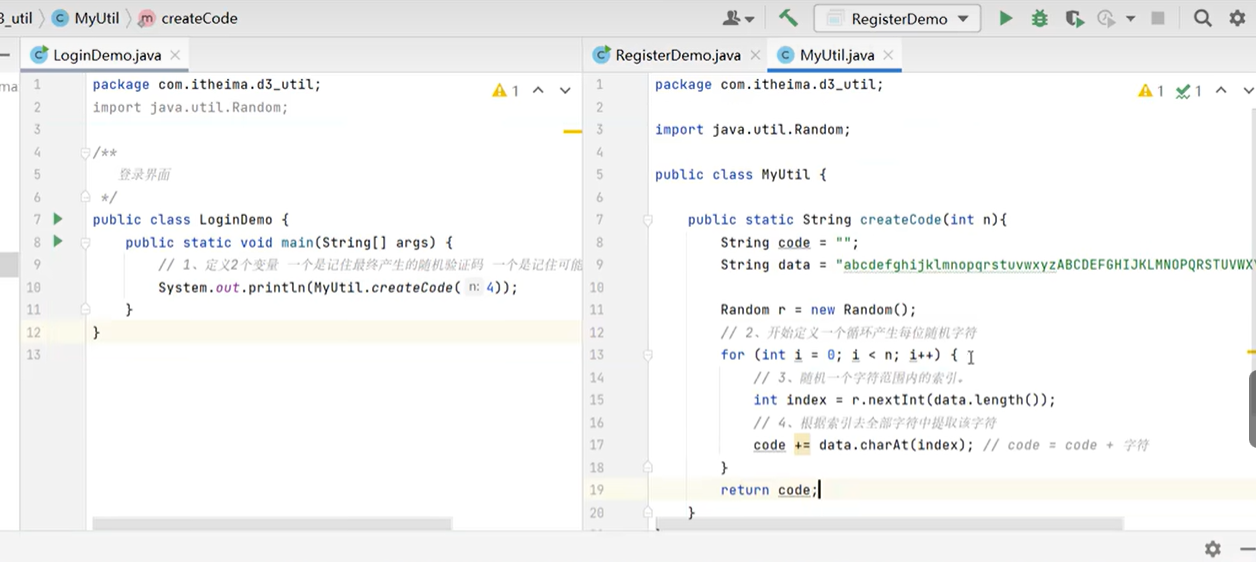 3_util MyUtil m createCode
RegisterDemo
LoginDemo.java
RegisterDemo.java MyUtil.java
1 package com.itheima.d3_util;
2 import java.util.Random;
3
4 /**
5 登录界面
6 */
7 public class LoginDemo {
8 public static void main(String[] args) {
9 // 1、定义2个变量 一个是记住最终产生的随机验证码 一个是记住可能
10 System.out.println(MyUtil.createCode( n: 4));
11 }
12 }
13
1
1 package com.itheima.d3_util;
2
3 import java.util.Random;
4
5 public class MyUtil {
6
7 public static String createCode(int n){
8 String code = "";
9 String data = "abcdefghijklmnopqrstuvwxyzABCDEFGHIJKLMNOPQRSTUVWX
10
11 Random r = new Random();
12 // 2、开始定义一个循环产生每位随机字符
13 for (int i = 0; i < n; i++) {
14 // 3、随机一个字符范围内的索引。
15 int index = r.nextInt(data.length());
16 // 4、根据索引去全部字符中提取该字符
17 code += data.charAt(index); // code = code + 字符
18 }
19 return code;
20 }
1 1